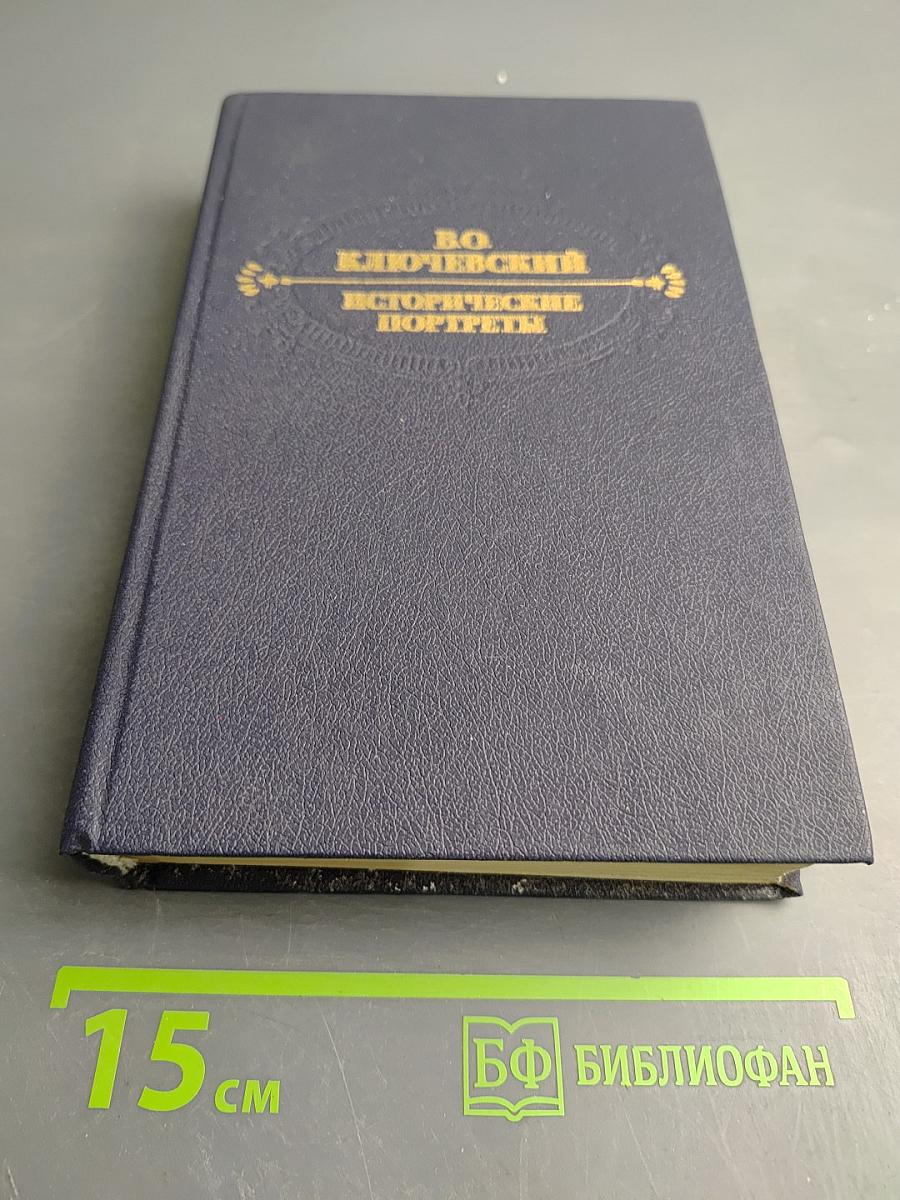 В.О.
КЛЮЧЕВСКИЙ
ИСТОРИЧЕСКИЕ
ПОРТРЕТЫ
15 см
БФ БИБЛИОФАН